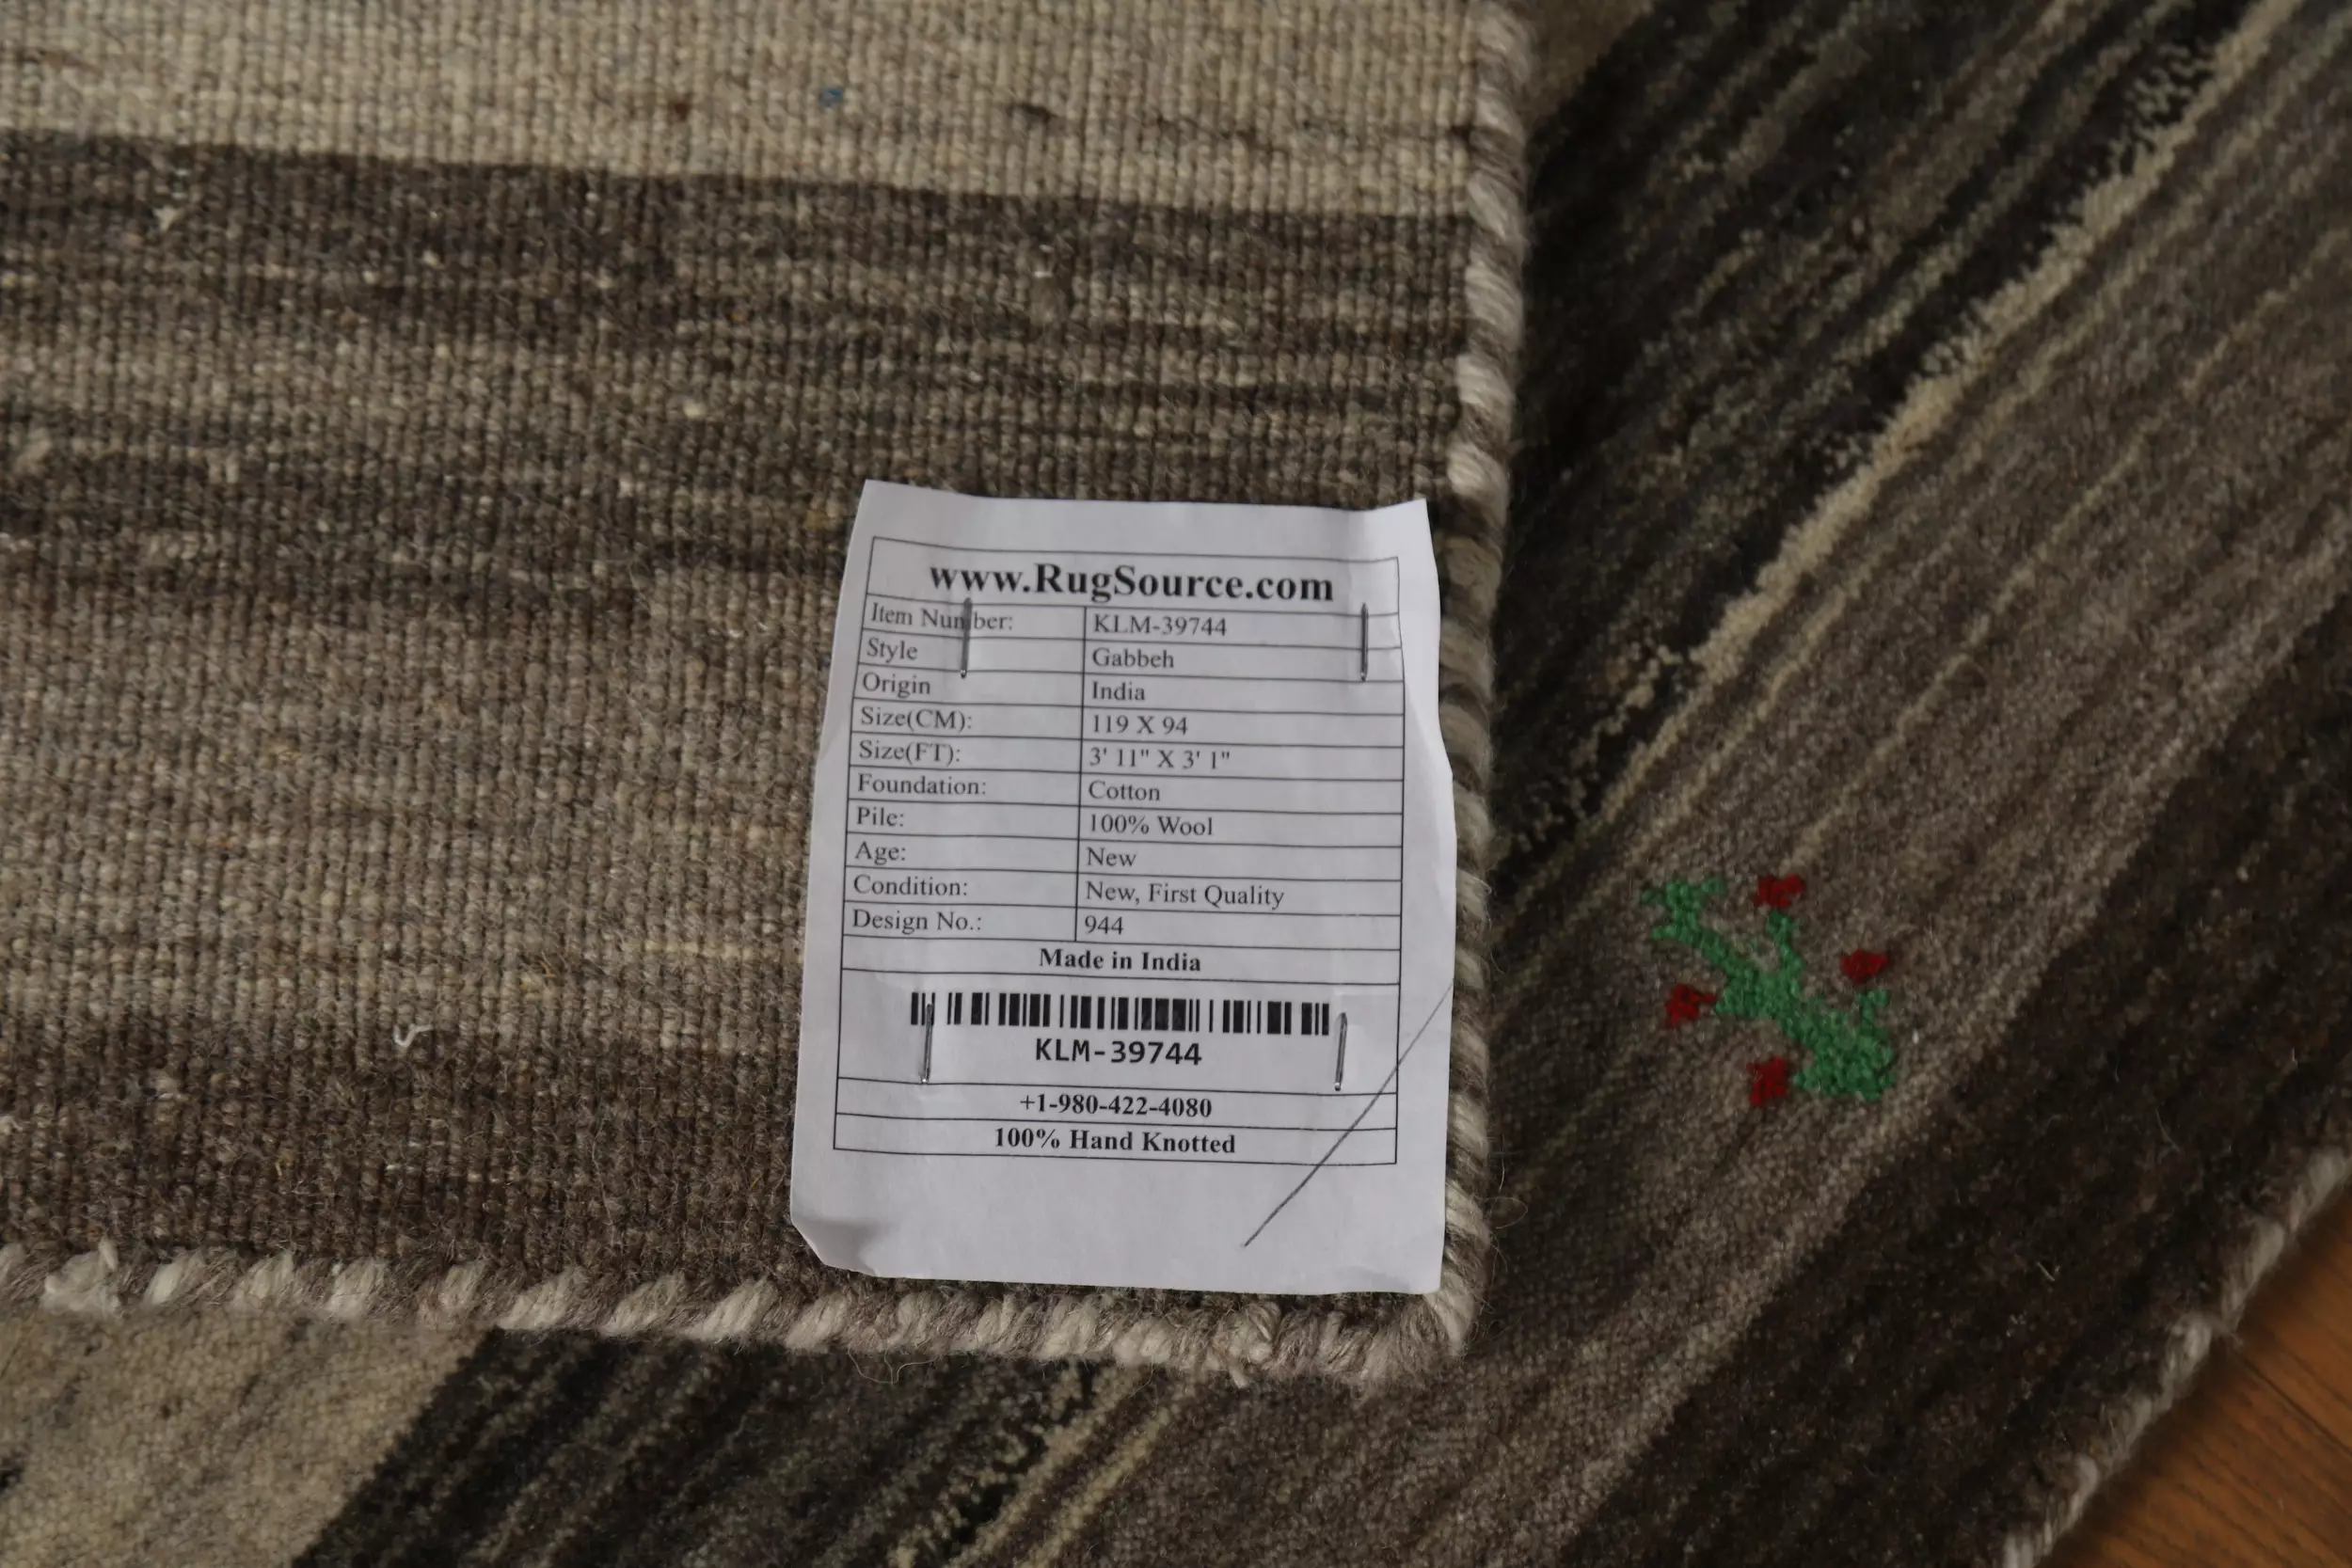 www.RugSource.com
Item Number: KLM-39744
Style Gabbeh
Origin India
Size(CM): 119 X 94
Size(FT): 3' 11" X 3' 1"
Foundation: Cotton
Pile: 100% Wool
Age: New
Condition: New, First Quality
Design No.: 944
Made in India
KLM-39744
+1-980-422-4080
100% Hand Knotted